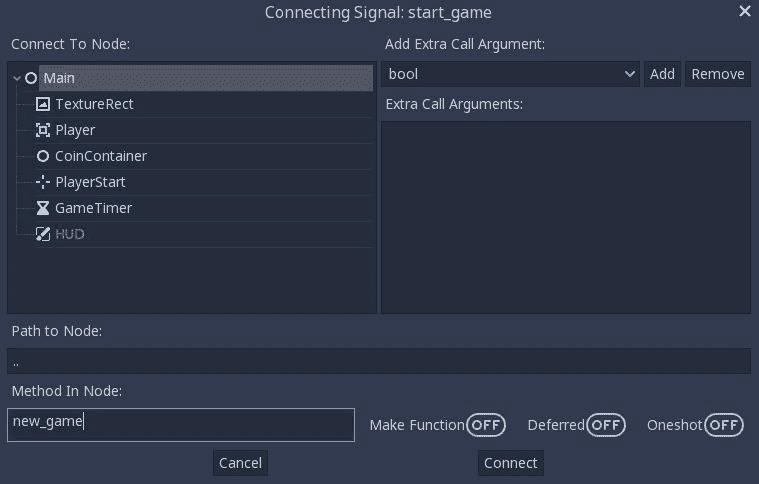 Connecting Signal: start_game
Connect To Node:
Add Extra Call Argument:
Main
bool
Add
Remove
TextureRect
Extra Call Arguments:
Player
CoinContainer
PlayerStart
GameTimer
HUD
Path to Node:
..
Method In Node:
new_game
Make Function OFF
Deferred OFF
Oneshot OFF
Cancel
Connect